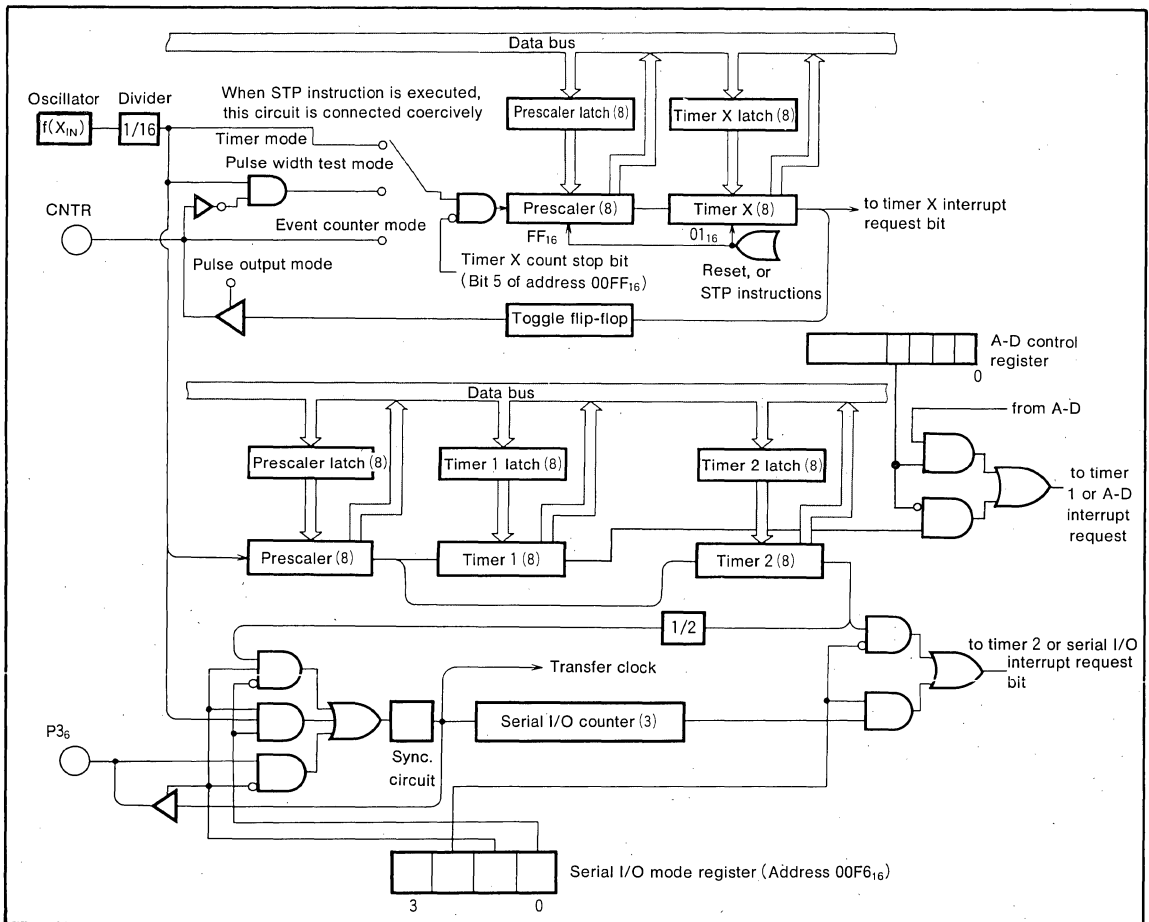 Data bus
When STP instruction is executed,
this circuit is connected coercively
Oscillator
Divider
f(X_IN)
1/16
Prescaler latch (8)
Timer X latch (8)
Timer mode
Pulse width test mode
CNTR
Prescaler (8)
Timer X (8)
to timer X interrupt
request bit
Event counter mode
FF₁₆
01₁₆
Timer X count stop bit
(Bit 5 of address 00FF₁₆)
Reset, or
STP instructions
Pulse output mode
Toggle flip-flop
A-D control
register
0
Data bus
from A-D
Prescaler latch (8)
Timer 1 latch (8)
Timer 2 latch (8)
to timer
1 or A-D
interrupt
request
Prescaler (8)
Timer 1 (8)
Timer 2 (8)
1/2
to timer 2 or serial I/O
interrupt request
bit
Transfer clock
Serial I/O counter (3)
P3₆
Sync.
circuit
Serial I/O mode register (Address 00F6₁₆)
3
0